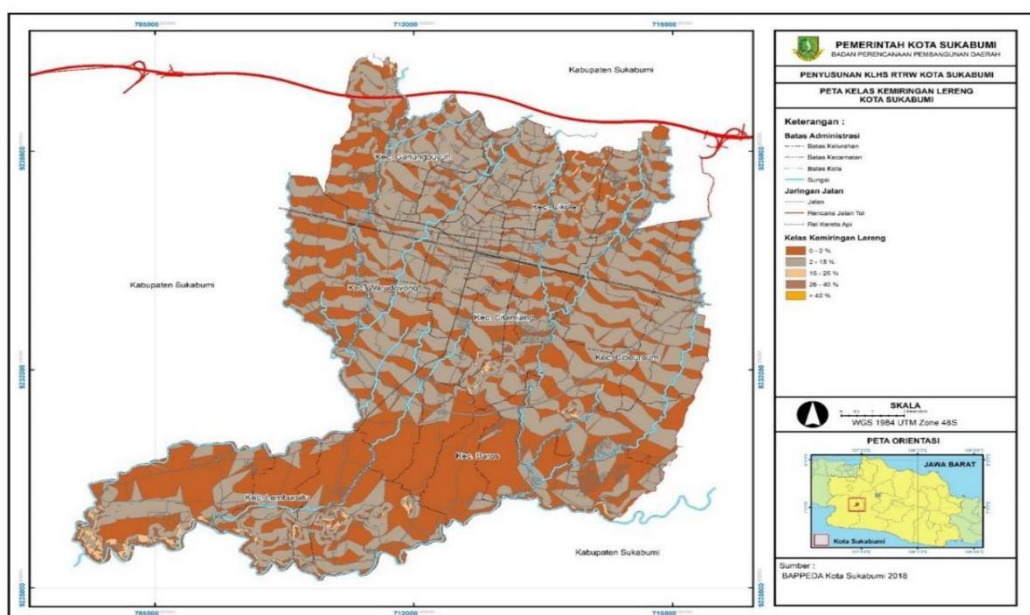 PEMERINTAH KOTA SUKABUMI
BADAN PERENCANAAN PEMBANGUNAN DAERAH
PENYUSUNAN KLHS RTRW KOTA SUKABUMI
PETA KELAS KEMIRINGAN LERENG
KOTA SUKABUMI
Keterangan :
Batas Administrasi
Batas Kelurahan
Batas Kecamatan
Batas Kota
Sungai
Jaringan Jalan
Jalan
Rencana Jalan Tol
Rel Kereta Api
Kelas Kemiringan Lereng
0 - 2 %
2 - 15 %
16 - 25 %
26 - 40 %
> 40 %
SKALA
WGS 1984 UTM Zone 48S
PETA ORIENTASI
JAWA BARAT
Kota Sukabumi
Sumber :
BAPPEDA Kota Sukabumi 2018
712000
712000
Kabupaten Sukabumi
Kec. Gunungpuyuh
Kec. Cikole
Kabupaten Sukabumi
Kec. Warudoyong
Kec. Citamiang
Kec. Cibeureum
Kec. Baros
Kec. Lembursitu
Kabupaten Sukabumi